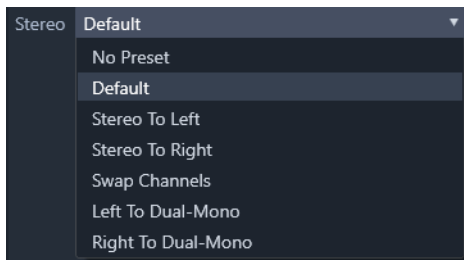 Stereo Default
No Preset
Default
Stereo To Left
Stereo To Right
Swap Channels
Left To Dual-Mono
Right To Dual-Mono